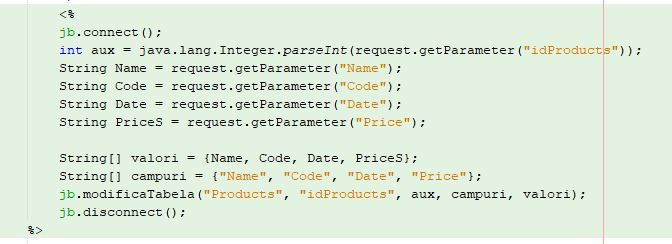 <%
jb.connect();
int aux = java.lang.Integer.parseInt(request.getParameter("idProducts"));
String Name = request.getParameter("Name");
String Code = request.getParameter("Code");
String Date = request.getParameter("Date");
String PriceS = request.getParameter("Price");
String[] valori = {Name, Code, Date, PriceS};
String[] campuri = {"Name", "Code", "Date", "Price"};
jb.modificaTabela("Products", "idProducts", aux, campuri, valori);
jb.disconnect();
%>